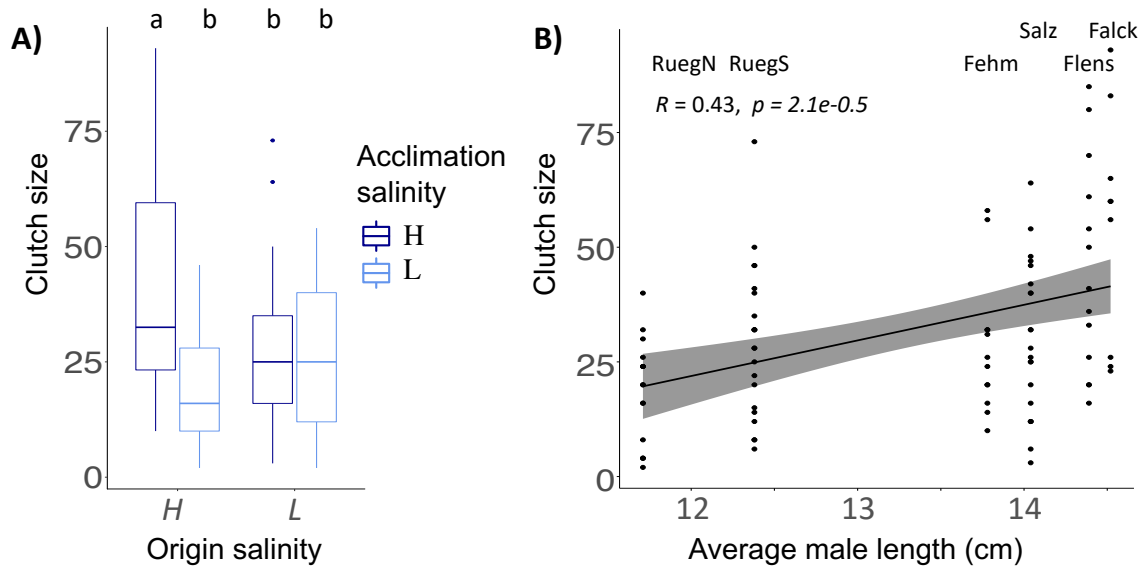 A)
a b b b
Clutch size
75
50
25
0
H L
Origin salinity
Acclimation
salinity
H
L
B)
Salz Falck
RuegN RuegS Fehm Flens
R = 0.43, p = 2.1e-0.5
Clutch size
75
50
25
0
12 13 14
Average male length (cm)